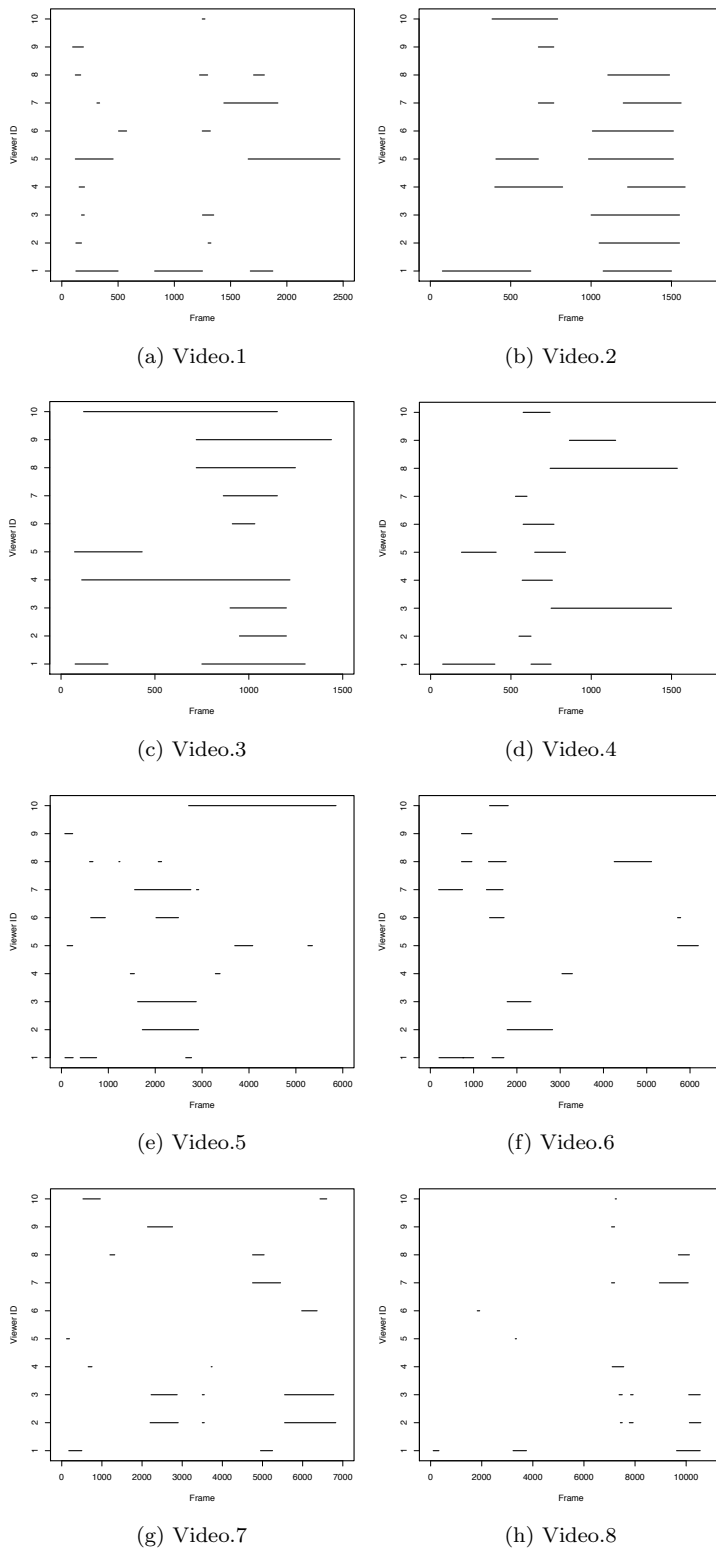 10
9
8
7
6
5
4
3
2
1
Viewer ID
0 500 1000 1500 2000 2500
Frame
(a) Video.1
10
9
8
7
6
5
4
3
2
1
Viewer ID
0 500 1000 1500
Frame
(b) Video.2
10
9
8
7
6
5
4
3
2
1
Viewer ID
0 500 1000 1500
Frame
(c) Video.3
10
9
8
7
6
5
4
3
2
1
Viewer ID
0 500 1000 1500
Frame
(d) Video.4
10
9
8
7
6
5
4
3
2
1
Viewer ID
0 1000 2000 3000 4000 5000 6000
Frame
(e) Video.5
10
9
8
7
6
5
4
3
2
1
Viewer ID
0 1000 2000 3000 4000 5000 6000
Frame
(f) Video.6
10
9
8
7
6
5
4
3
2
1
Viewer ID
0 1000 2000 3000 4000 5000 6000 7000
Frame
(g) Video.7
10
9
8
7
6
5
4
3
2
1
Viewer ID
0 2000 4000 6000 8000 10000
Frame
(h) Video.8